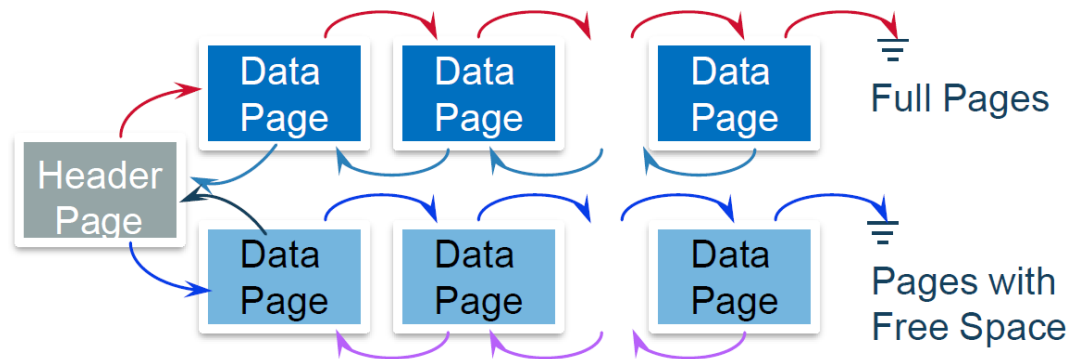 Data
Page
Data
Page
Data
Page
Full Pages
Header
Page
Data
Page
Data
Page
Data
Page
Pages with
Free Space